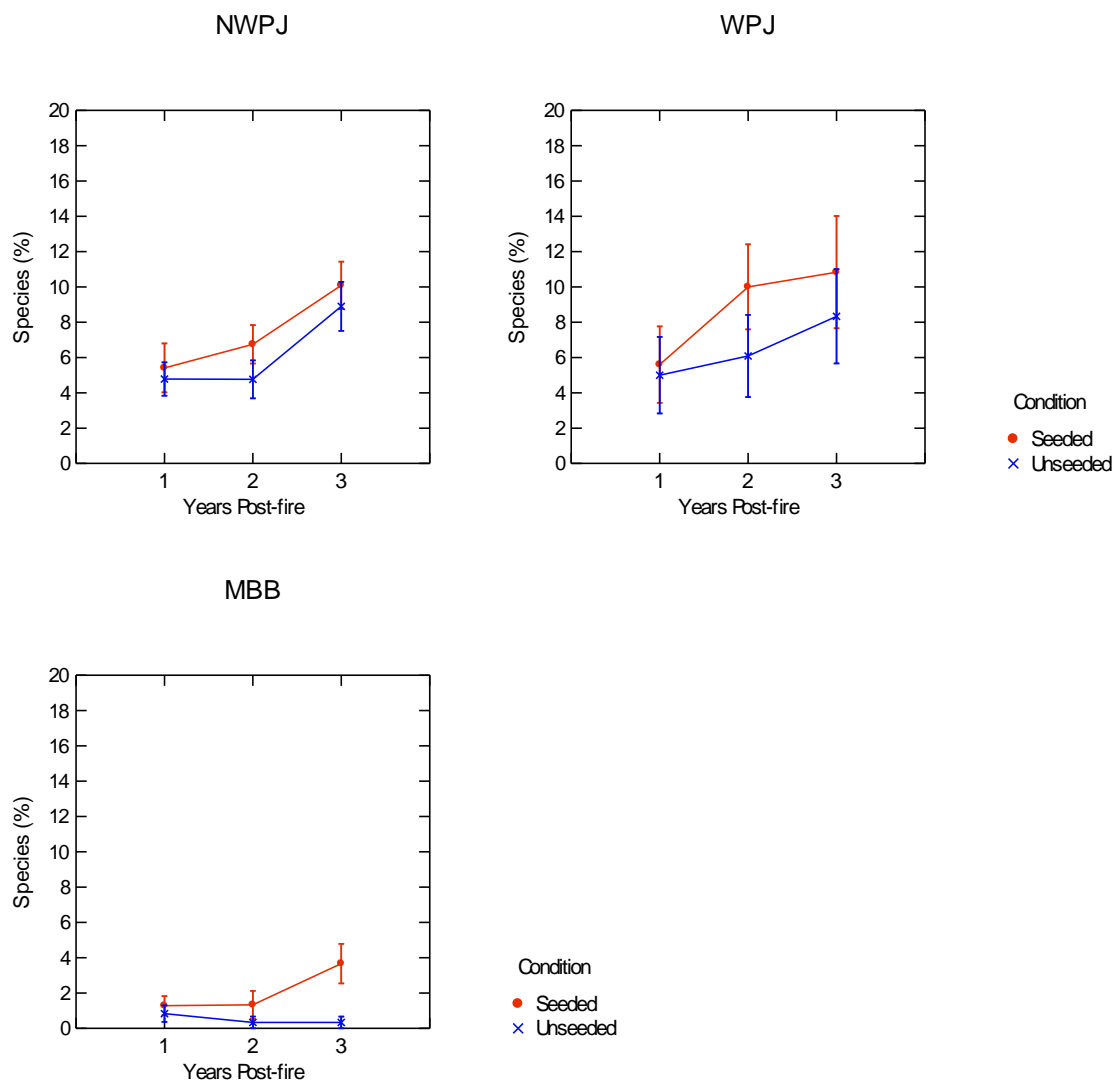 NWPJ
20
18
16
14
12
10
8
6
4
2
0
Species (%)
1 2 3
Years Post-fire
WPJ
20
18
16
14
12
10
8
6
4
2
0
Species (%)
1 2 3
Years Post-fire
Condition
Seeded
Unseeded
MBB
20
18
16
14
12
10
8
6
4
2
0
Species (%)
1 2 3
Years Post-fire
Condition
Seeded
Unseeded